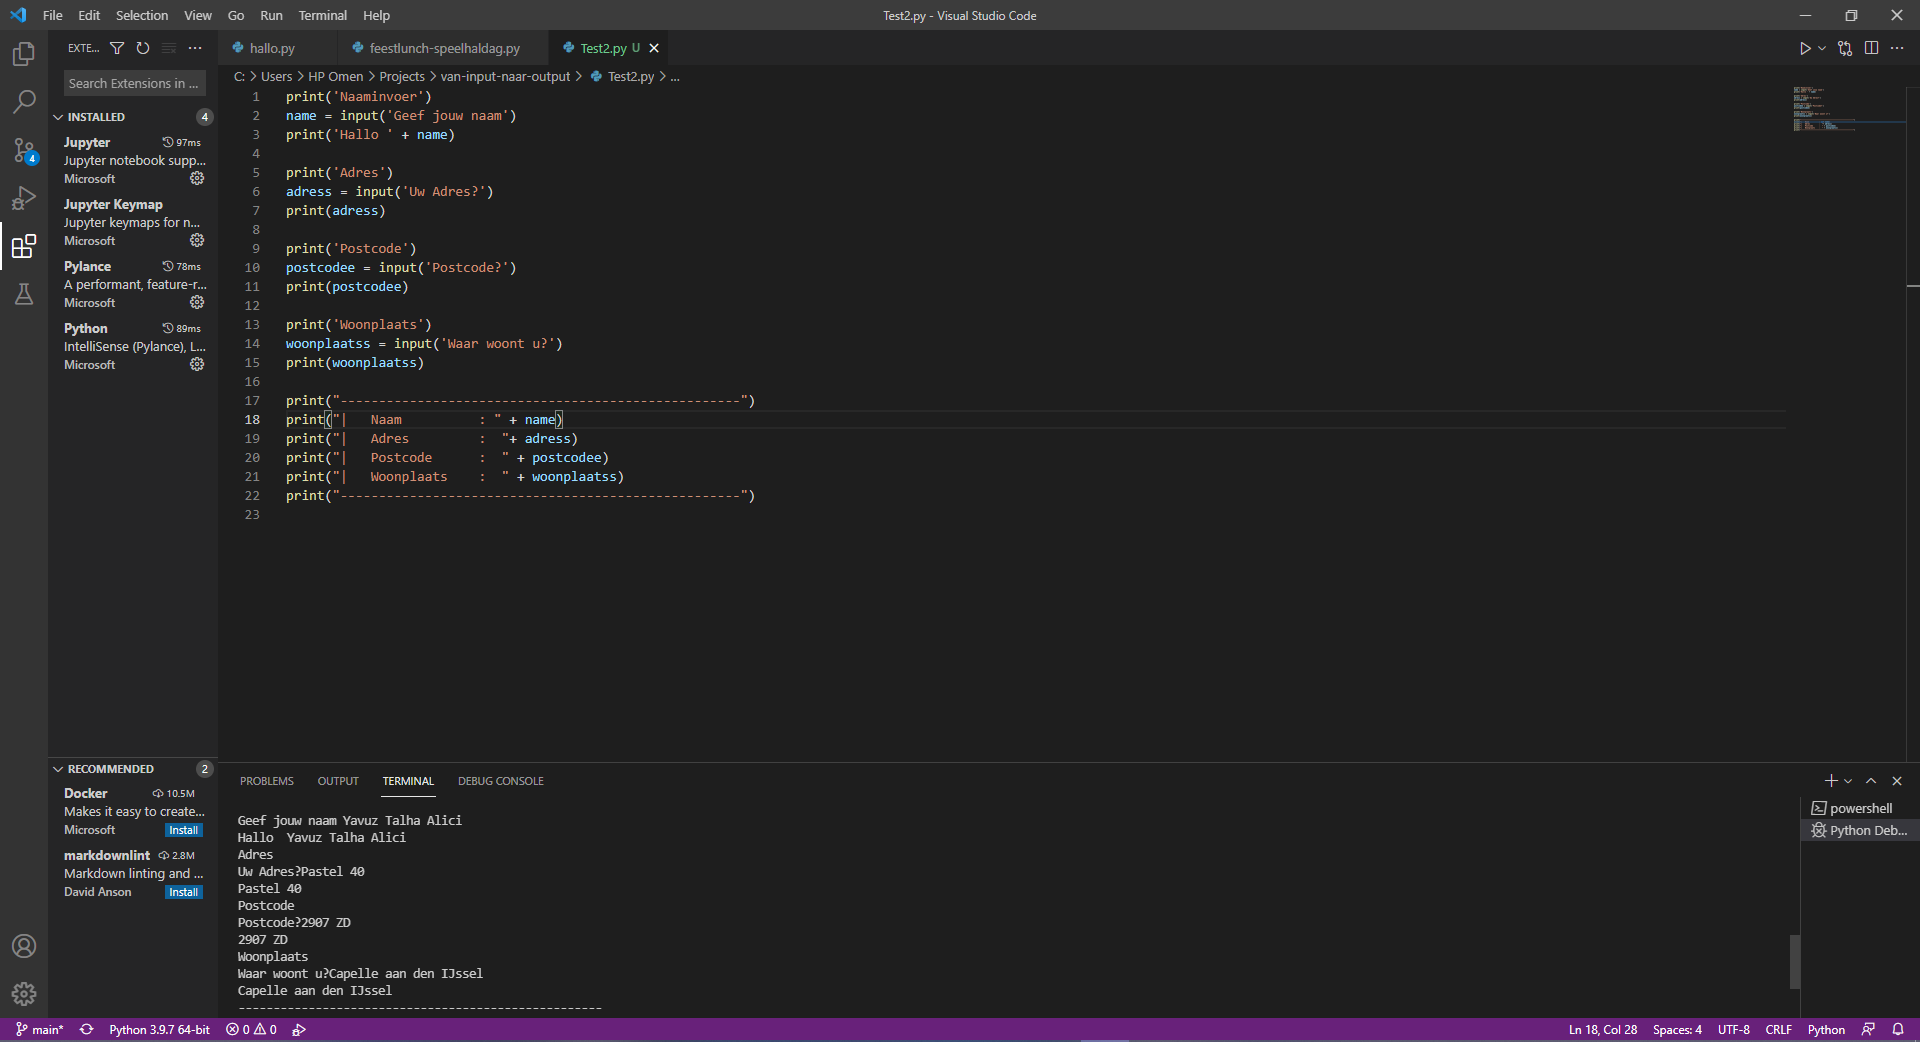 File Edit Selection View Go Run Terminal Help
Test2.py - Visual Studio Code
EXTE...
hallo.py
feestlunch-speelhaldag.py
Test2.py U
C: > Users > HP Omen > Projects > van-input-naar-output > Test2.py > ...
Search Extensions in ...
INSTALLED 4
Jupyter 97ms
Jupyter notebook supp...
Microsoft
Jupyter Keymap
Jupyter keymaps for n...
Microsoft
Pylance 78ms
A performant, feature-r...
Microsoft
Python 89ms
IntelliSense (Pylance), L...
Microsoft
4
1 print('Naaminvoer')
2 name = input('Geef jouw naam')
3 print('Hallo ' + name)
4
5 print('Adres')
6 adress = input('Uw Adres?')
7 print(adress)
8
9 print('Postcode')
10 postcodee = input('Postcode?')
11 print(postcodee)
12
13 print('Woonplaats')
14 woonplaatss = input('Waar woont u?')
15 print(woonplaatss)
16
17 print("----------------------------------------------------")
18 print("|   Naam          : " + name)
19 print("|   Adres         :  "+ adress)
20 print("|   Postcode      :  " + postcodee)
21 print("|   Woonplaats    :  " + woonplaatss)
22 print("----------------------------------------------------")
23
RECOMMENDED 2
Docker 10.5M
Makes it easy to create...
Microsoft Install
markdownlint 2.8M
Markdown linting and ...
David Anson Install
PROBLEMS OUTPUT TERMINAL DEBUG CONSOLE
powershell
Python Deb...
Geef jouw naam Yavuz Talha Alici
Hallo  Yavuz Talha Alici
Adres
Uw Adres?Pastel 40
Pastel 40
Postcode
Postcode?2907 ZD
2907 ZD
Woonplaats
Waar woont u?Capelle aan den IJssel
Capelle aan den IJssel
----------------------------------------------------
main* Python 3.9.7 64-bit 0 0
Ln 18, Col 28 Spaces: 4 UTF-8 CRLF Python